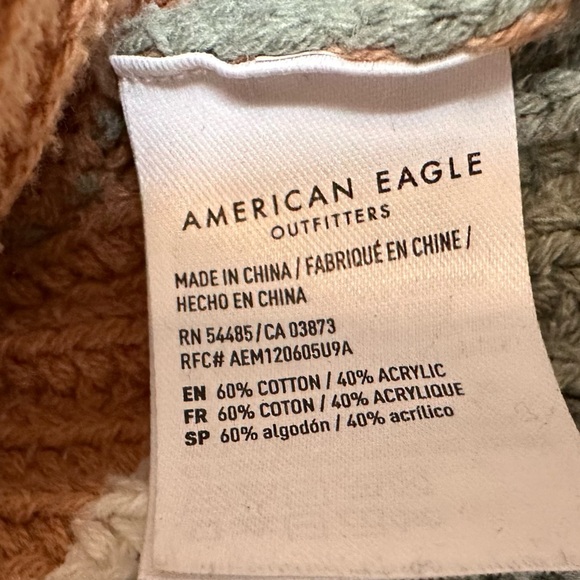 AMERICAN EAGLE
OUTFITTERS
MADE IN CHINA / FABRIQUÉ EN CHINE /
HECHO EN CHINA
RN 54485/CA 03873
RFC# AEM120605U9A
EN 60% COTTON / 40% ACRYLIC
FR 60% COTON / 40% ACRYLIQUE
SP 60% algodón / 40% acrílico